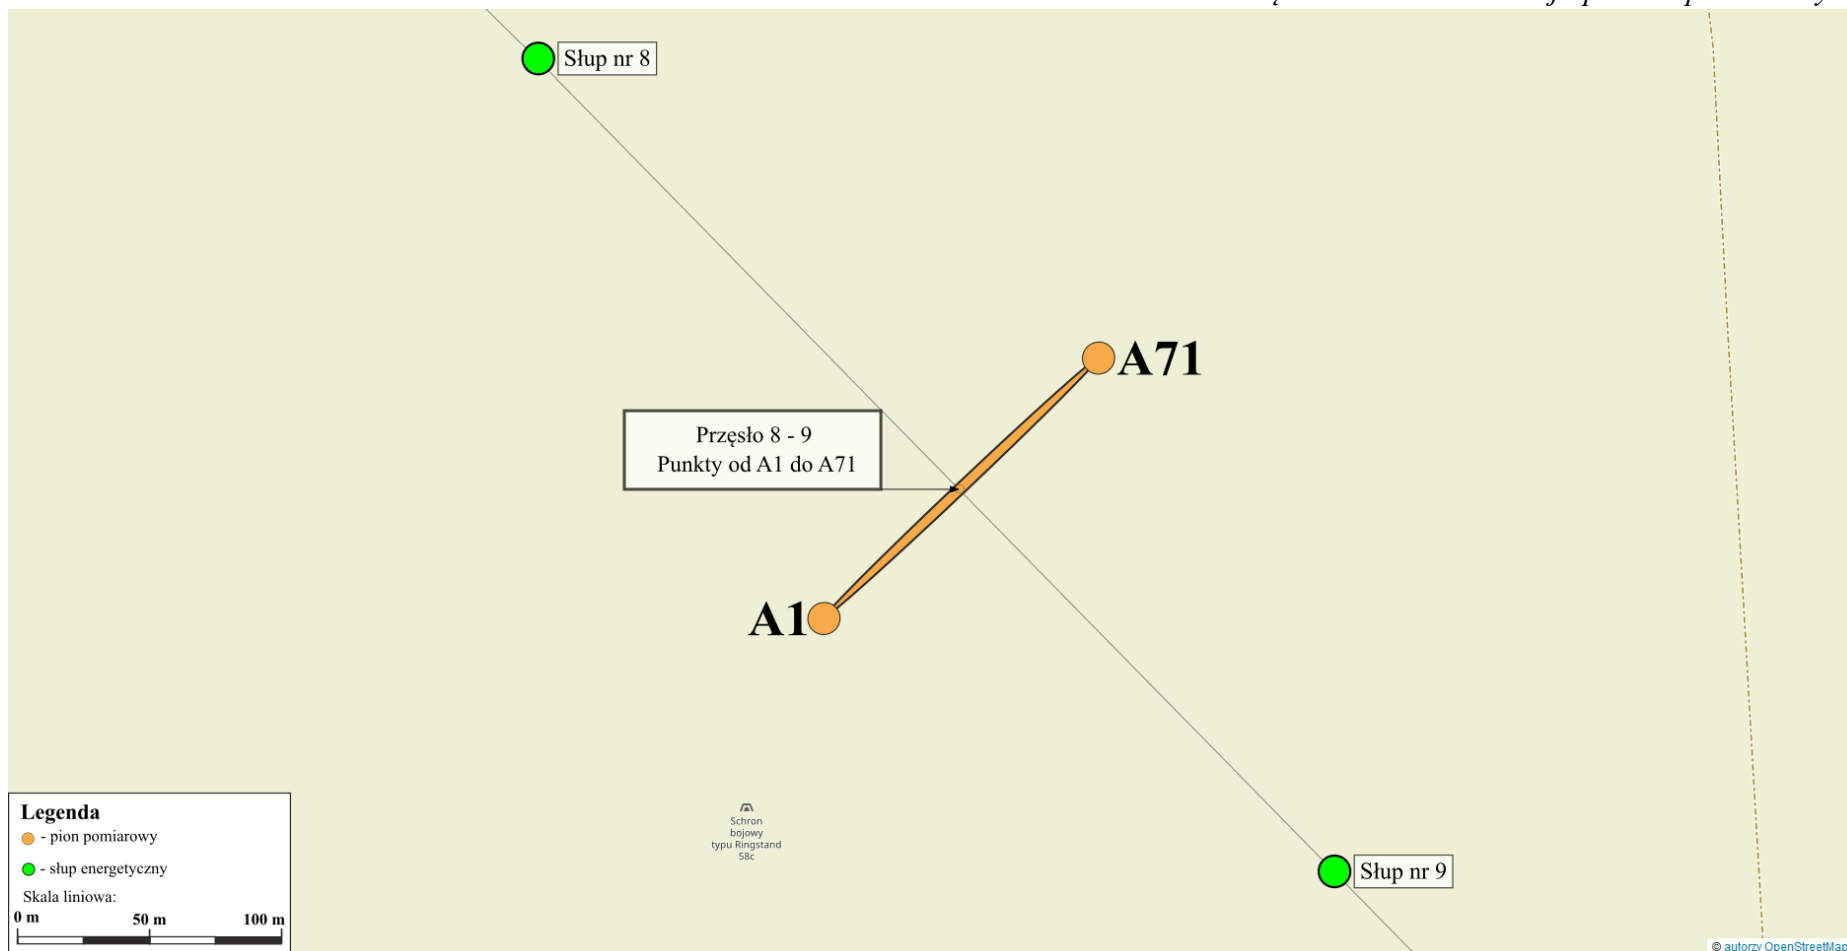 Słup nr 8
A71
Przęsło 8 - 9
Punkty od A1 do A71
A1
Schron
bojowy
typu Ringstand
58c
Słup nr 9
Legenda
- pion pomiarowy
- słup energetyczny
Skala liniowa:
0 m 50 m 100 m
© autorzy OpenStreetMap